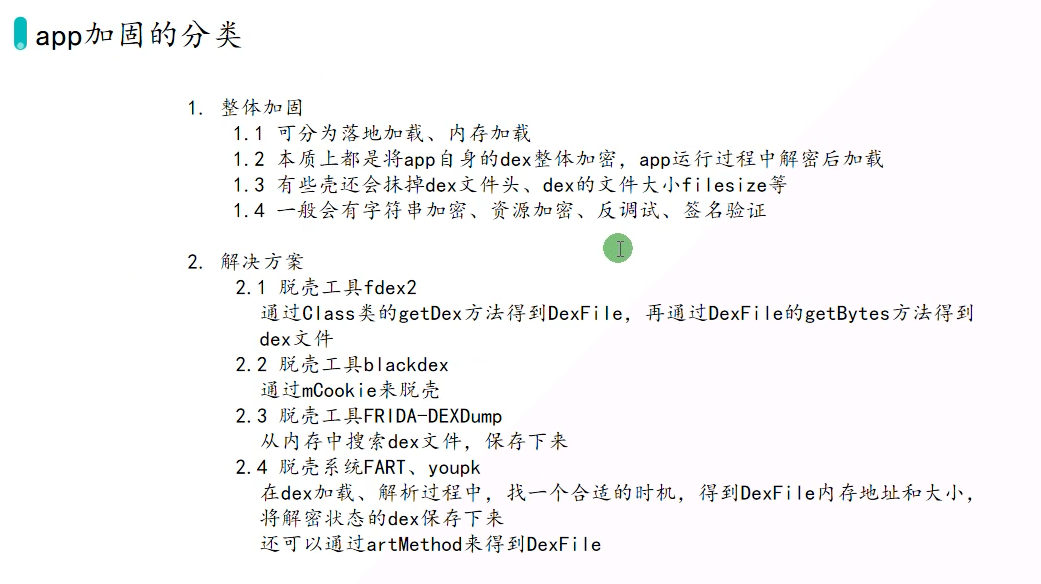 app加固的分类
1. 整体加固
1.1 可分为落地加载、内存加载
1.2 本质上都是将app自身的dex整体加密，app运行过程中解密后加载
1.3 有些壳还会抹掉dex文件头、dex的文件大小filesize等
1.4 一般会有字符串加密、资源加密、反调试、签名验证
2. 解决方案
2.1 脱壳工具fdex2
通过Class类的getDex方法得到DexFile，再通过DexFile的getBytes方法得到
dex文件
2.2 脱壳工具blackdex
通过mCookie来脱壳
2.3 脱壳工具FRIDA-DEXDump
从内存中搜索dex文件，保存下来
2.4 脱壳系统FART、youpk
在dex加载、解析过程中，找一个合适的时机，得到DexFile内存地址和大小，
将解密状态的dex保存下来
还可以通过artMethod来得到DexFile